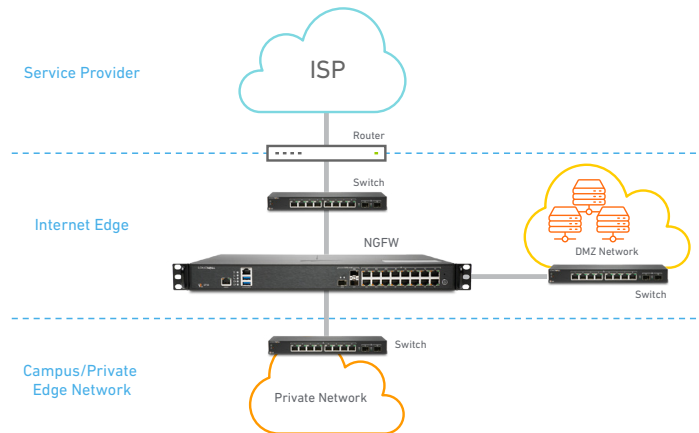 ISP
Service Provider
Router
Switch
Internet Edge
NGFW
DMZ Network
Switch
Switch
Campus/Private
Edge Network
Private Network